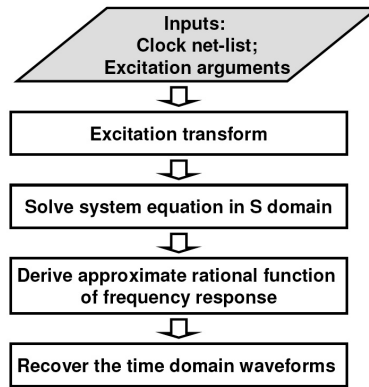 Inputs:
Clock net-list;
Excitation arguments
Excitation transform
Solve system equation in S domain
Derive approximate rational function
of frequency response
Recover the time domain waveforms